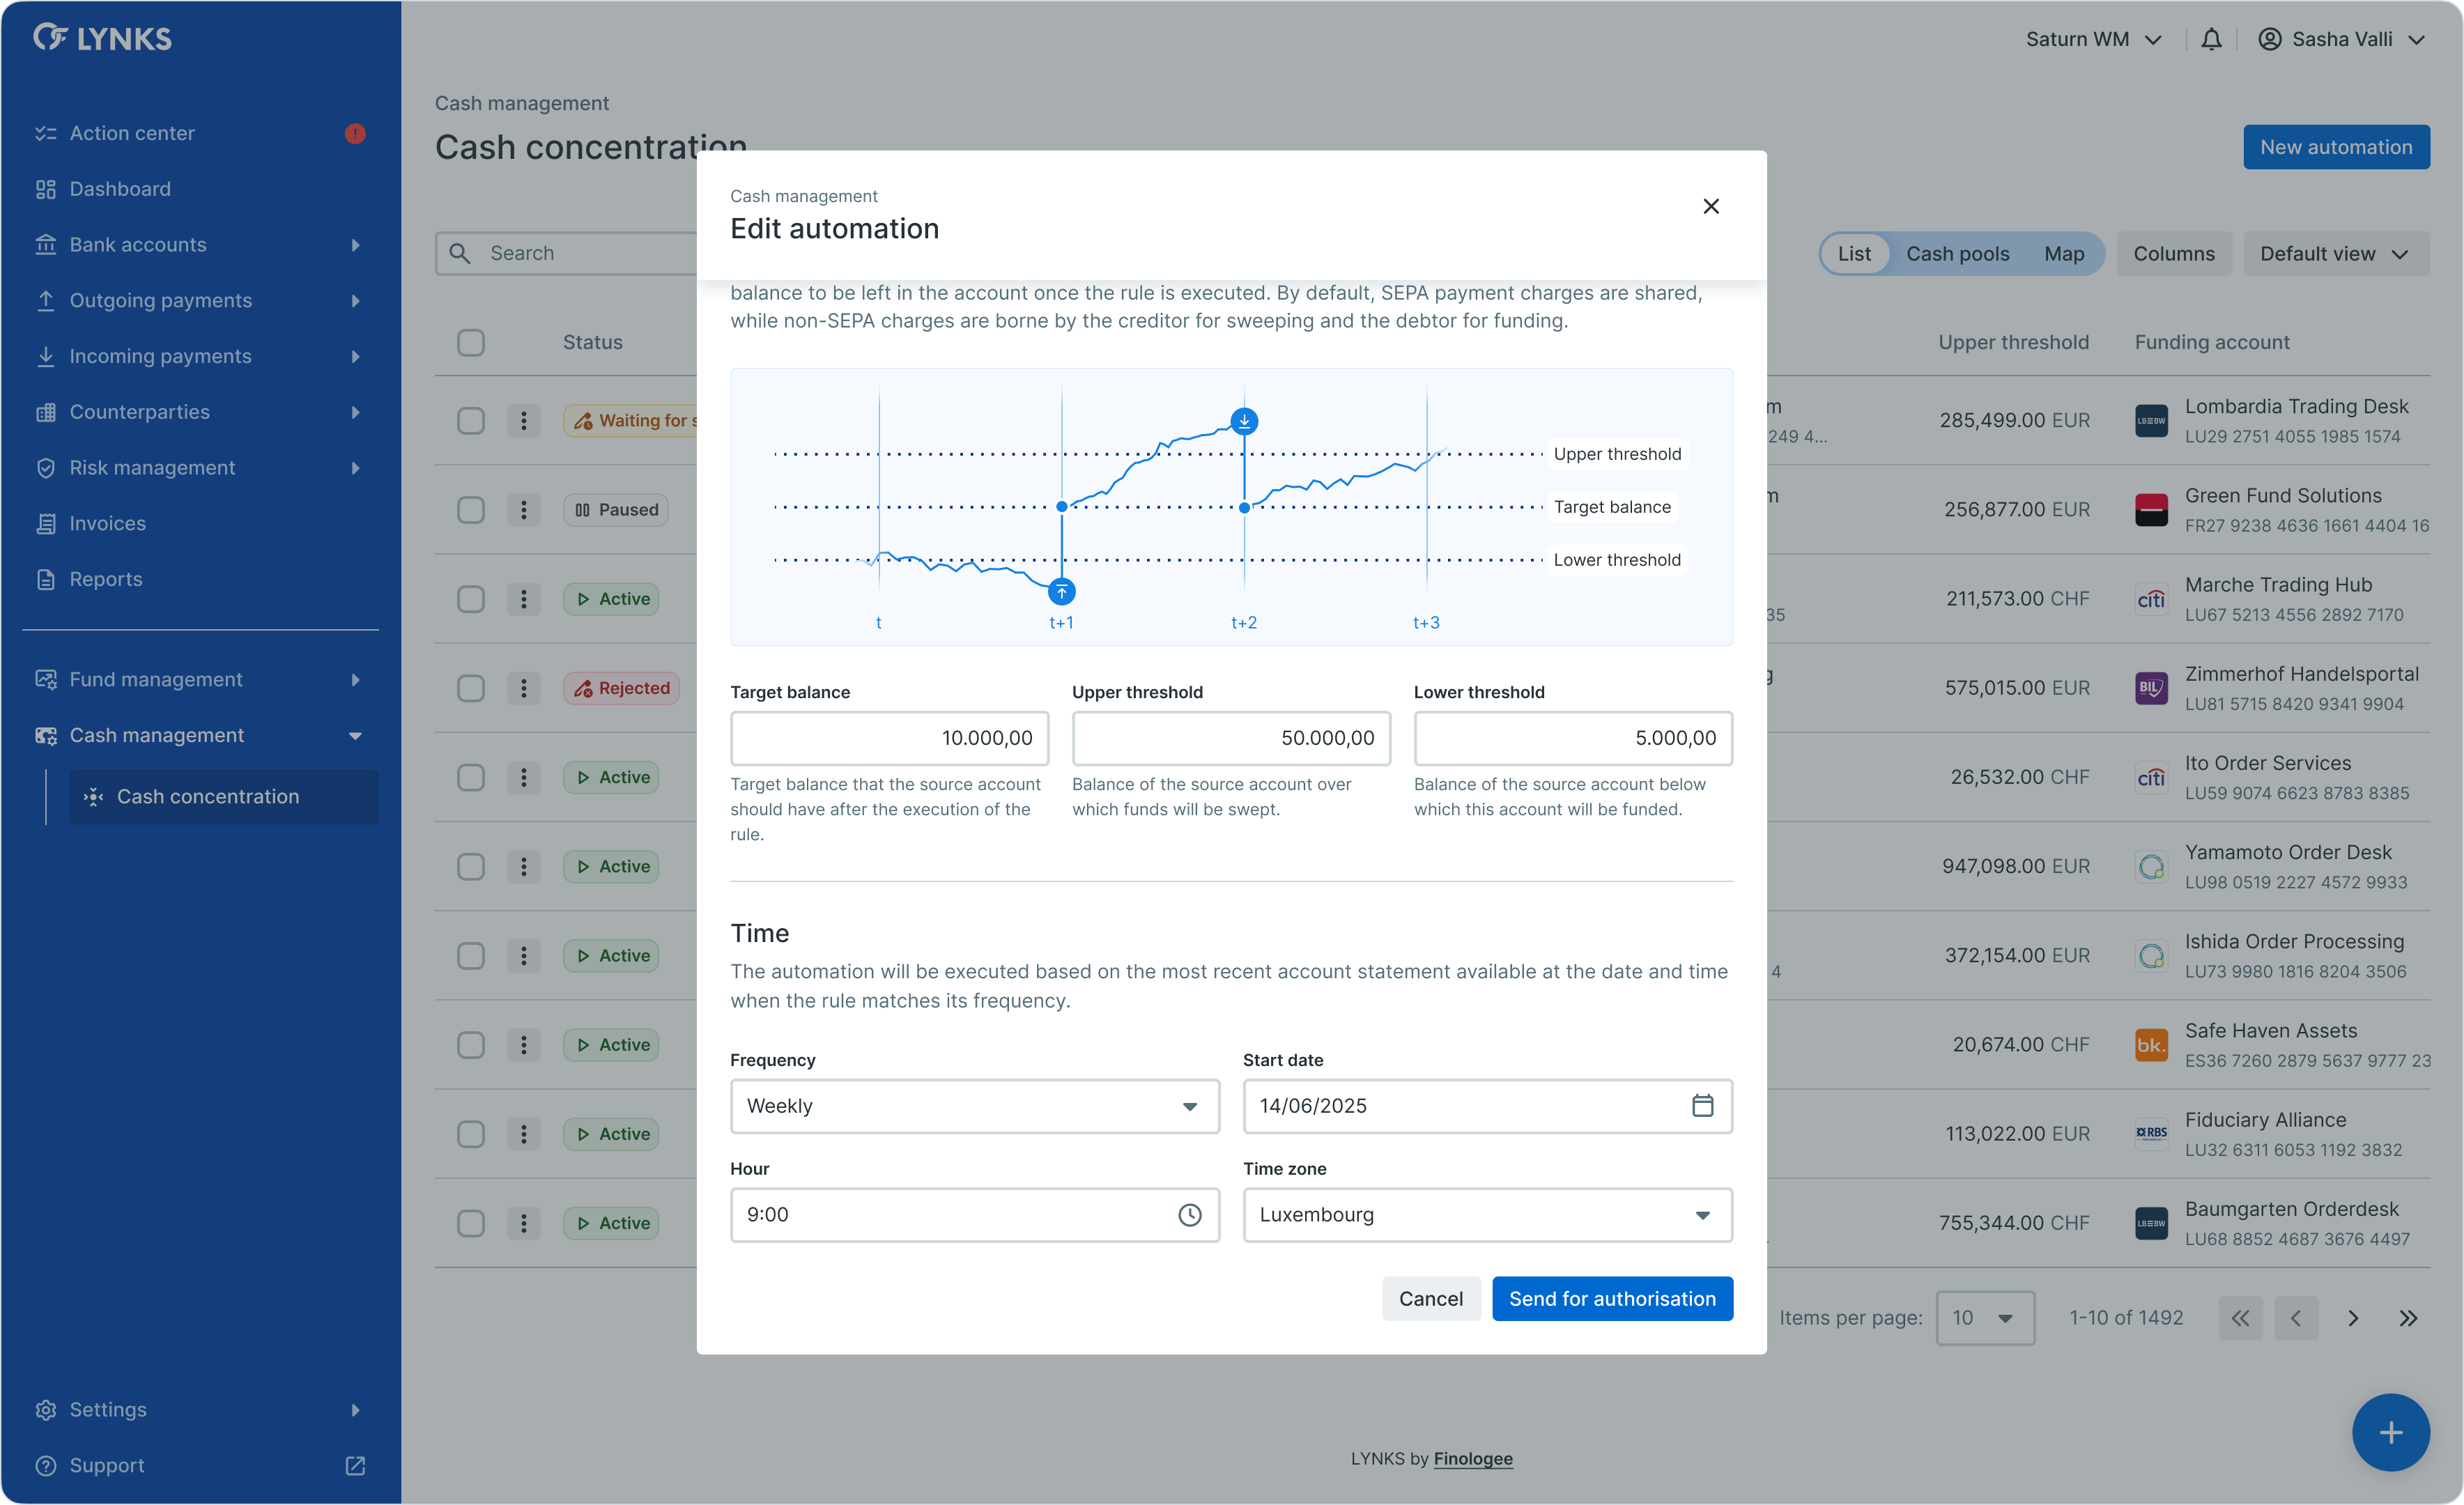 LYNKS
Action center
Dashboard
Bank accounts
Outgoing payments
Incoming payments
Counterparties
Risk management
Invoices
Reports
Fund management
Cash management
Cash concentration
Settings
Support
Saturn WM
Sasha Valli
Cash management
Cash concentration
New automation
Search
List
Cash pools
Map
Columns
Default view
Status
Upper threshold
Funding account
Waiting for s
m
249 4...
285,499.00 EUR
LB≡BW
Lombardia Trading Desk
LU29 2751 4055 1985 1574
Paused
m
256,877.00 EUR
Green Fund Solutions
FR27 9238 4636 1661 4404 16
Active
35
211,573.00 CHF
citi
Marche Trading Hub
LU67 5213 4556 2892 7170
Rejected
g
575,015.00 EUR
BIL
Zimmerhof Handelsportal
LU81 5715 8420 9341 9904
Active
26,532.00 CHF
citi
Ito Order Services
LU59 9074 6623 8783 8385
Active
947,098.00 EUR
Yamamoto Order Desk
LU98 0519 2227 4572 9933
Active
4
372,154.00 EUR
Ishida Order Processing
LU73 9980 1816 8204 3506
Active
20,674.00 CHF
bk.
Safe Haven Assets
ES36 7260 2879 5637 9777 23
Active
113,022.00 EUR
RBS
Fiduciary Alliance
LU32 6311 6053 1192 3832
Active
755,344.00 CHF
LB≡BW
Baumgarten Orderdesk
LU68 8852 4687 3676 4497
Items per page:
10
1-10 of 1492
LYNKS by Finologee
Cash management
Edit automation
balance to be left in the account once the rule is executed. By default, SEPA payment charges are shared,
while non-SEPA charges are borne by the creditor for sweeping and the debtor for funding.
Upper threshold
Target balance
Lower threshold
t
t+1
t+2
t+3
Target balance
10.000,00
Target balance that the source account
should have after the execution of the
rule.
Upper threshold
50.000,00
Balance of the source account over
which funds will be swept.
Lower threshold
5.000,00
Balance of the source account below
which this account will be funded.
Time
The automation will be executed based on the most recent account statement available at the date and time
when the rule matches its frequency.
Frequency
Weekly
Start date
14/06/2025
Hour
9:00
Time zone
Luxembourg
Cancel
Send for authorisation